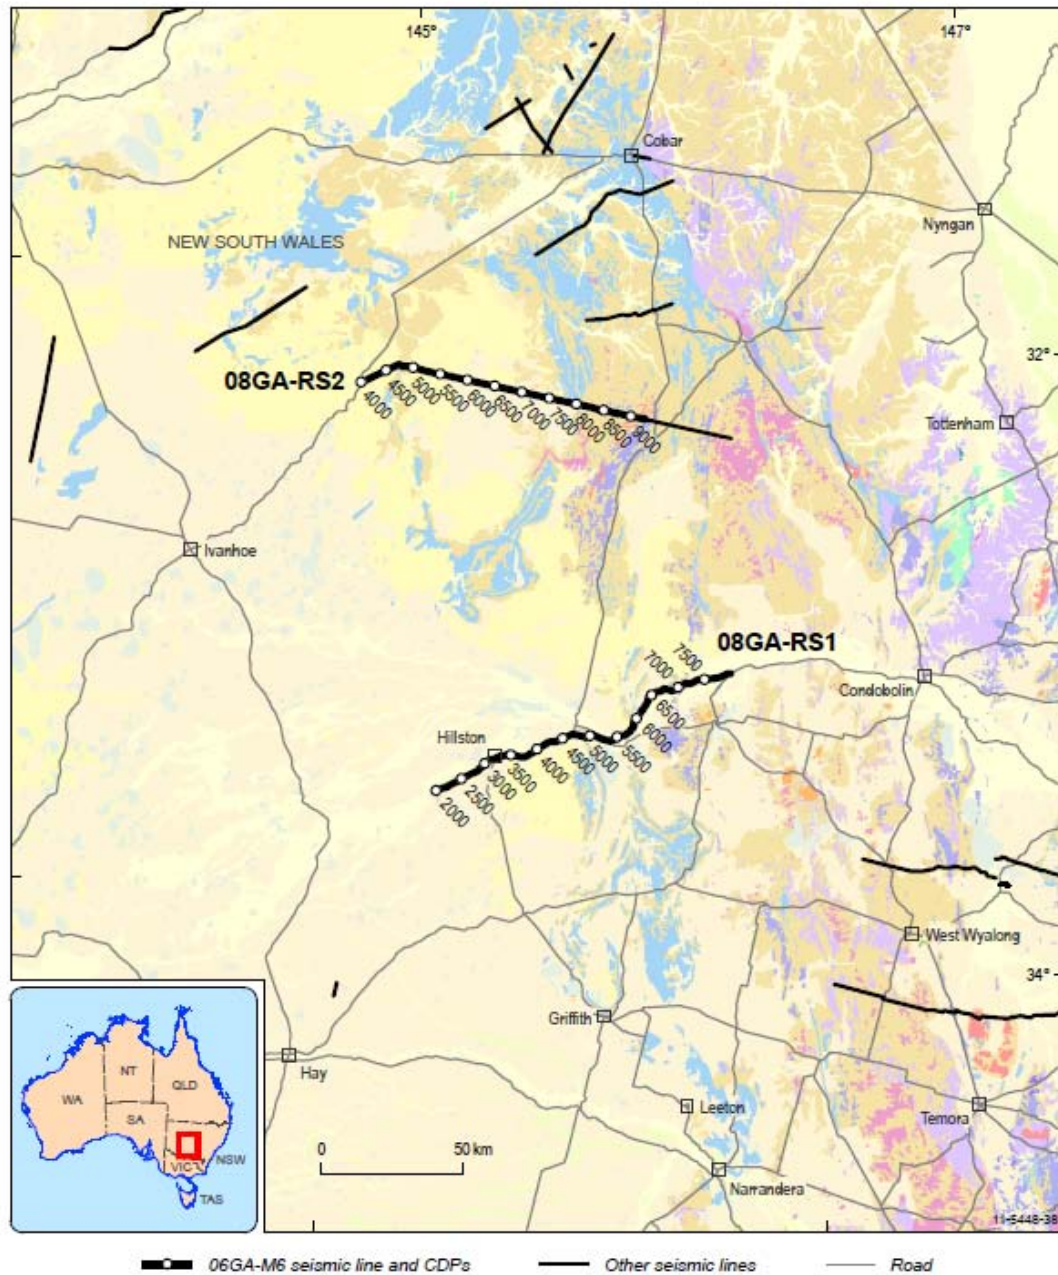 145°
147°
Cobar
Nyngan
NEW SOUTH WALES
32°
08GA-RS2
4000
4500
5000
5500
6000
6500
7000
7500
8000
8500
9000
Tottenham
Ivanhoe
08GA-RS1
7000
7500
6500
6000
Condobolin
Hillston
5500
5000
4500
4000
3500
3000
2500
2000
West Wyalong
34°
Griffith
Hay
Leeton
Temora
Narrandera
WA
NT
QLD
SA
NSW
VIC
TAS
0 50 km
11-5448-38
06GA-M6 seismic line and CDPs
Other seismic lines
Road